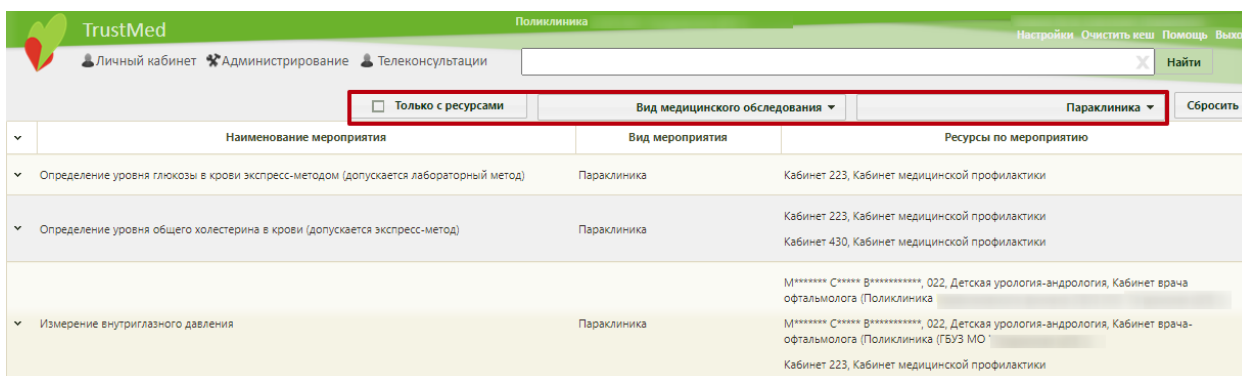 TrustMed
Поликлиника
Настройки Очистить кеш Помощь Выхо
Личный кабинет Администрирование Телеконсультации
X Найти
Только с ресурсами Вид медицинского обследования Параклиника Сбросить
Наименование мероприятия Вид мероприятия Ресурсы по мероприятию
Определение уровня глюкозы в крови экспресс-методом (допускается лабораторный метод) Параклиника Кабинет 223, Кабинет медицинской профилактики
Определение уровня общего холестерина в крови (допускается экспресс-метод) Параклиника Кабинет 223, Кабинет медицинской профилактики
Кабинет 430, Кабинет медицинской профилактики
Измерение внутриглазного давления Параклиника
М******* С***** В***********, 022, Детская урология-андрология, Кабинет врача
офтальмолога (Поликлиника
М******* С***** В***********, 022, Детская урология-андрология, Кабинет врача-
офтальмолога (Поликлиника (ГБУЗ МО "
Кабинет 223, Кабинет медицинской профилактики